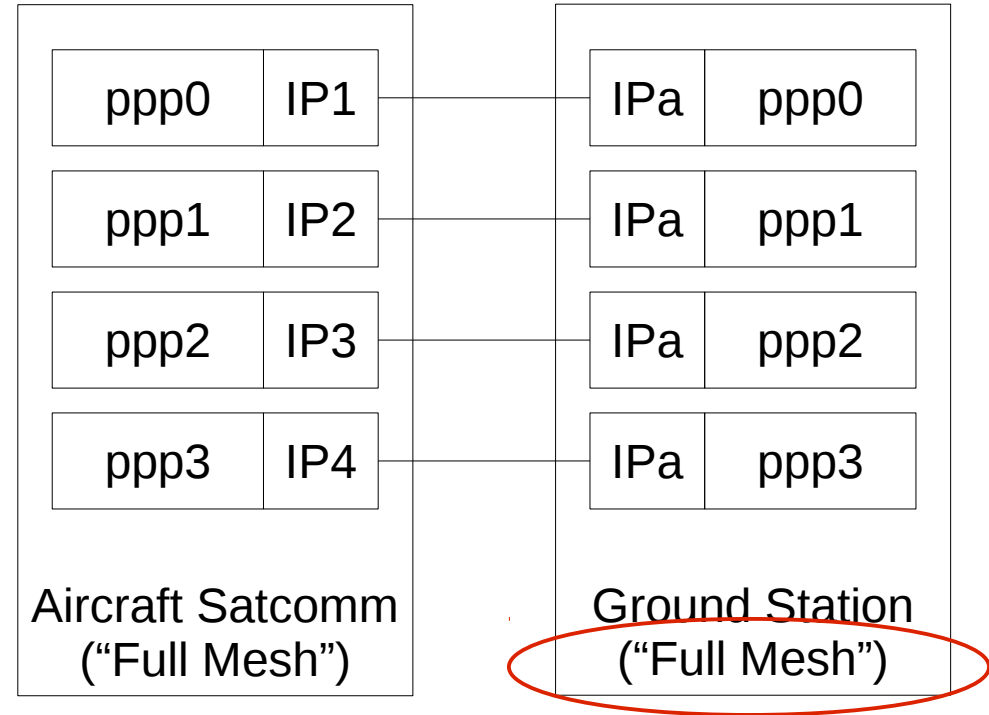 ppp0 IP1 IPa ppp0
ppp1 IP2 IPa ppp1
ppp2 IP3 IPa ppp2
ppp3 IP4 IPa ppp3
Aircraft Satcomm
(“Full Mesh”)
Ground Station
(“Full Mesh”)